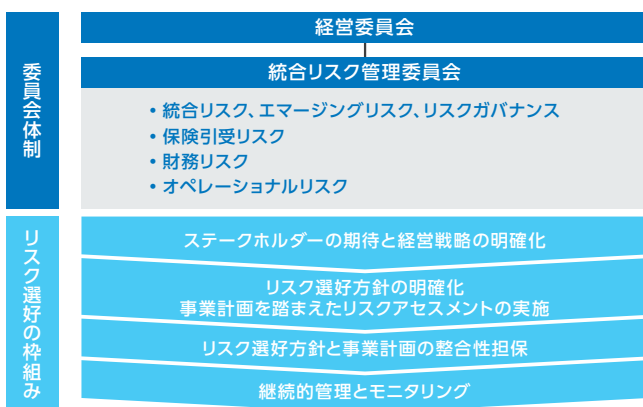 委員会体制
経営委員会
統合リスク管理委員会
• 統合リスク、エマージングリスク、リスクガバナンス
• 保険引受リスク
• 財務リスク
• オペレーショナルリスク
リスク選好の枠組み
ステークホルダーの期待と経営戦略の明確化
リスク選好方針の明確化
事業計画を踏まえたリスクアセスメントの実施
リスク選好方針と事業計画の整合性担保
継続的管理とモニタリング